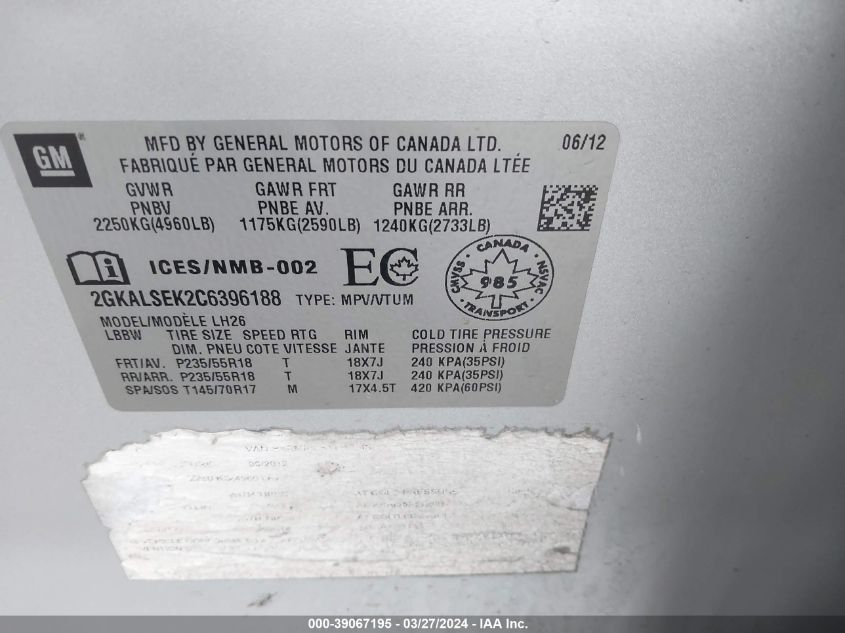 GM
MFD BY GENERAL MOTORS OF CANADA LTD. 06/12
FABRIQUÉ PAR GENERAL MOTORS DU CANADA LTÉE
GVWR GAWR FRT GAWR RR
PNBV PNBE AV. PNBE ARR.
2250KG(4960LB) 1175KG(2590LB) 1240KG(2733LB)
ICES/NMB-002 EC CANADA CMVSS 985 NSVAC TRANSPORT
2GKALSEK2C6396188 TYPE: MPV/VTUM
MODEL/MODÈLE LH26
LBBW TIRE SIZE SPEED RTG RIM COLD TIRE PRESSURE
DIM. PNEU COTE VITESSE JANTE PRESSION À FROID
FRT/AV. P235/55R18 T 18X7J 240 KPA(35PSI)
RR/ARR. P235/55R18 T 18X7J 240 KPA(35PSI)
SPA/SOS T145/70R17 M 17X4.5T 420 KPA(60PSI)
000-39067195 - 03/27/2024 - IAA Inc.